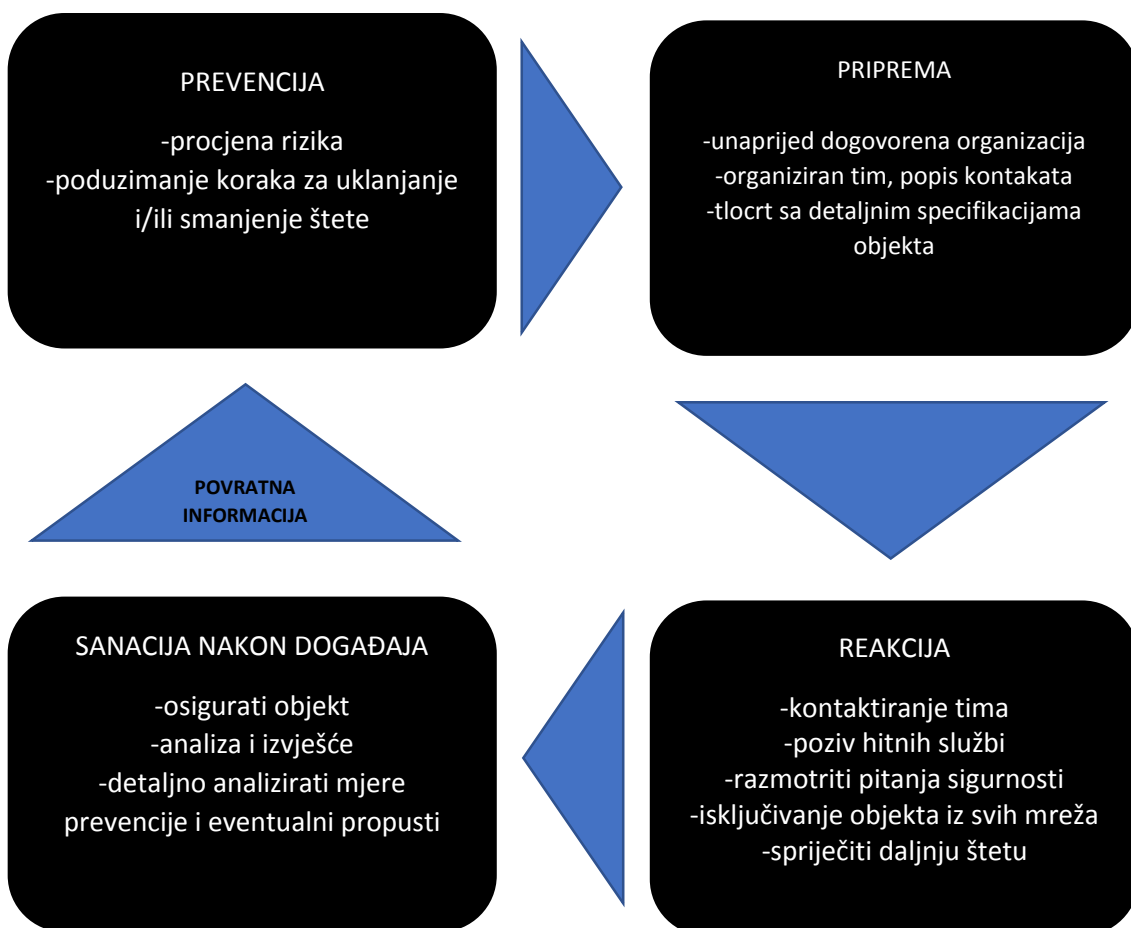 PREVENCIJA
-procjena rizika
-poduzimanje koraka za uklanjanje
i/ili smanjenje štete
PRIPREMA
-unaprijed dogovorena organizacija
-organiziran tim, popis kontakata
-tlocrt sa detaljnim specifikacijama
objekta
POVRATNA
INFORMACIJA
SANACIJA NAKON DOGAĐAJA
-osigurati objekt
-analiza i izvješće
-detaljno analizirati mjere
prevencije i eventualni propusti
REAKCIJA
-kontaktiranje tima
-poziv hitnih službi
-razmotriti pitanja sigurnosti
-isključivanje objekta iz svih mreža
-spriječiti daljnju štetu